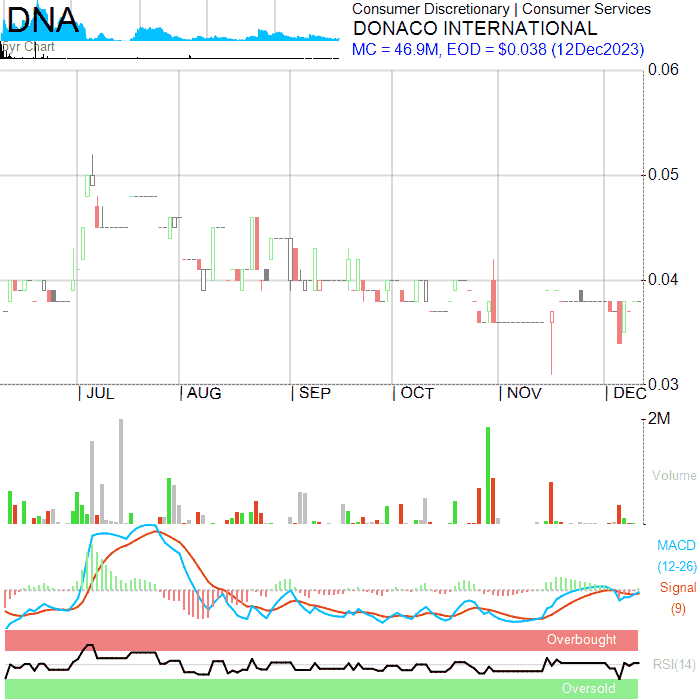 DNA
5yr Chart
Consumer Discretionary | Consumer Services
DONACO INTERNATIONAL
MC = 46.9M, EOD = $0.038 (12Dec2023)
0.06
0.05
0.04
0.03
| JUL | AUG | SEP | OCT | NOV | DEC
2M
Volume
MACD
(12-26)
Signal
(9)
Overbought
RSI(14)
Oversold